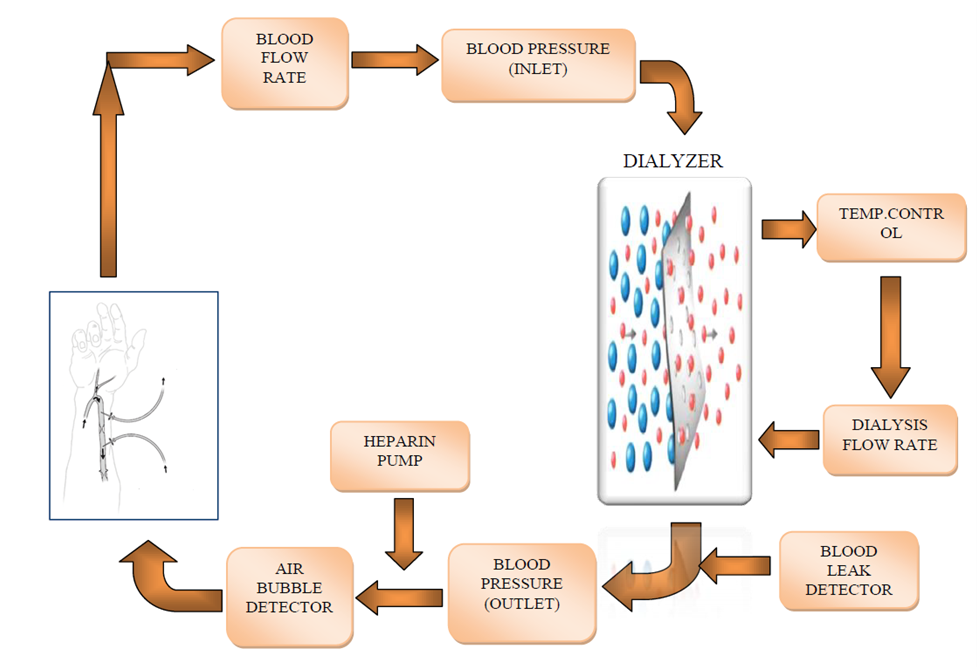 BLOOD
FLOW
RATE
BLOOD PRESSURE
(INLET)
DIALYZER
TEMP.CONTR
OL
DIALYSIS
FLOW RATE
HEPARIN
PUMP
BLOOD
LEAK
DETECTOR
BLOOD
PRESSURE
(OUTLET)
AIR
BUBBLE
DETECTOR